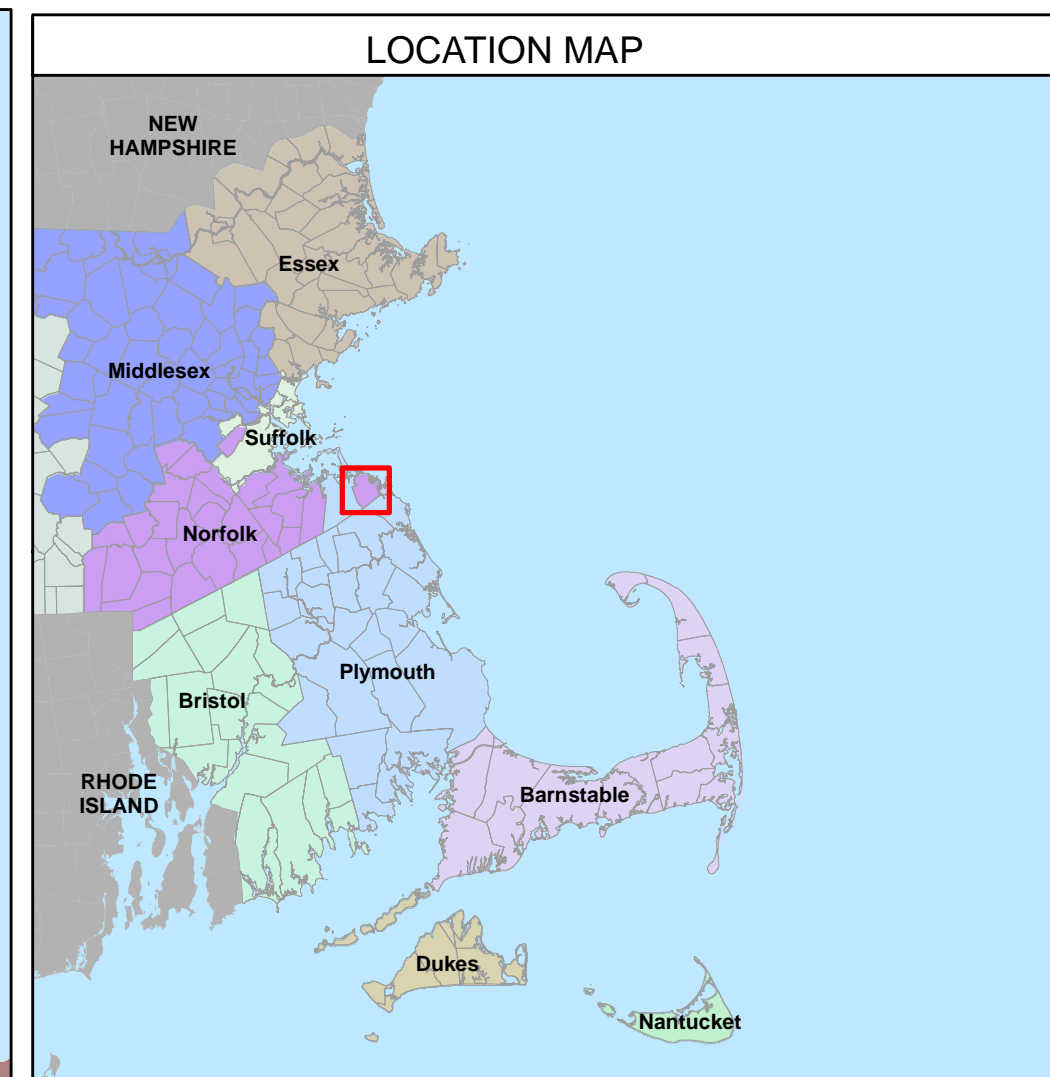 LOCATION MAP
NEW
HAMPSHIRE
Essex
Middlesex
Suffolk
Norfolk
Plymouth
Bristol
RHODE
ISLAND
Barnstable
Dukes
Nantucket